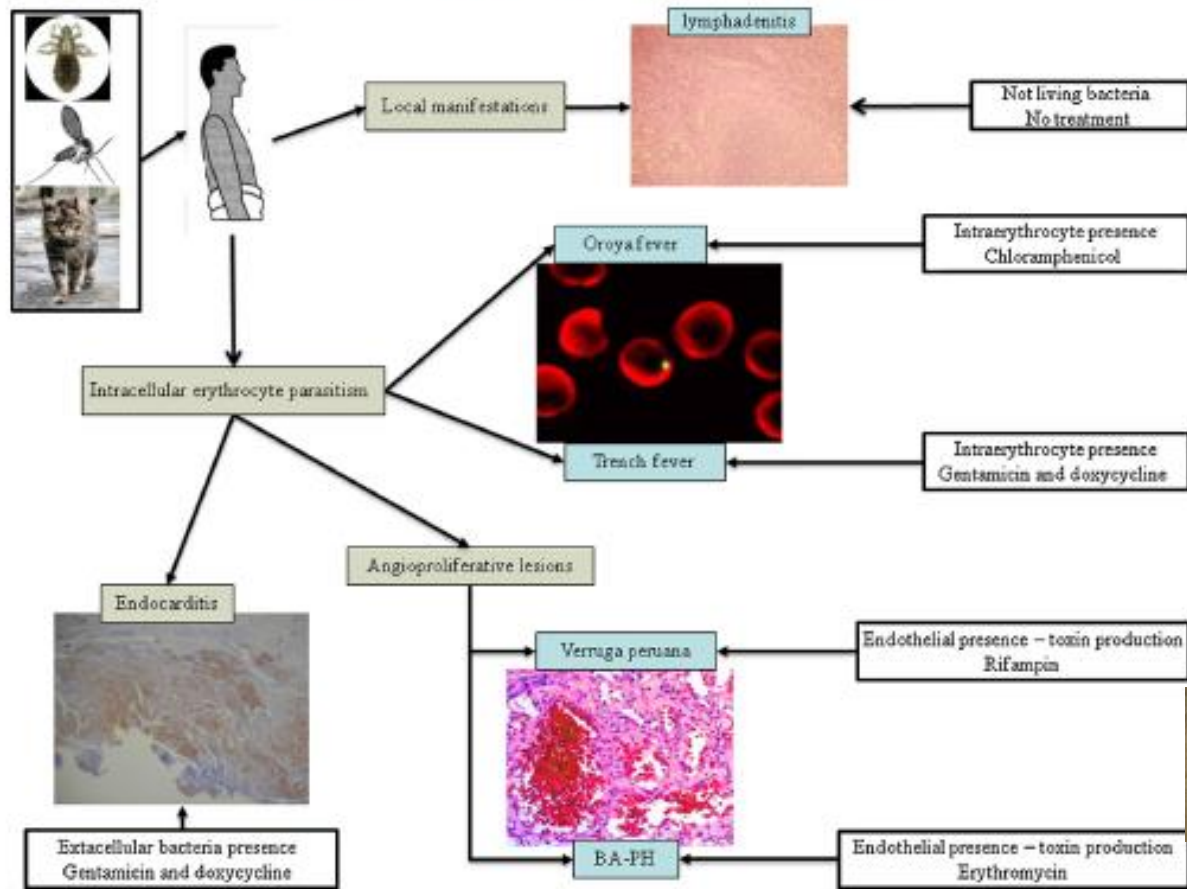 lymphadenitis
Local manifestations
Not living bacteria
No treatment
Oroya fever
Intraerythrocyte presence
Chloramphenicol
Intracellular erythrocyte parasitism
Trench fever
Intraerythrocyte presence
Gentamicin and doxycycline
Angioproliferative lesions
Endocarditis
Verruga peruana
Endothelial presence – toxin production
Rifampin
Extacellular bacteria presence
Gentamicin and doxycycline
BA-PH
Endothelial presence – toxin production
Erythromycin